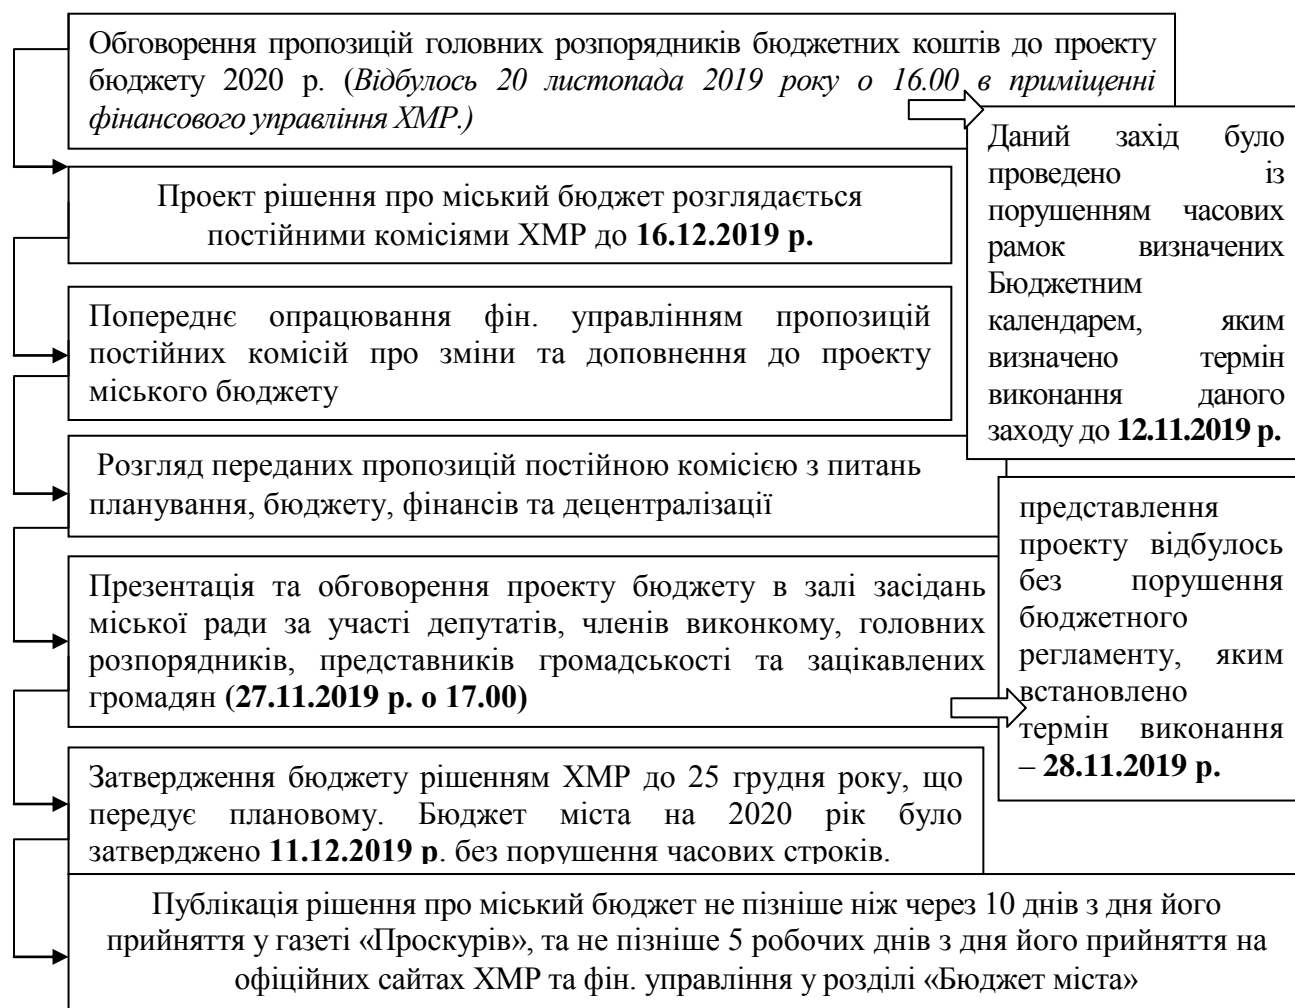 Обговорення пропозицій головних розпорядників бюджетних коштів до проекту
бюджету 2020 р. (Відбулось 20 листопада 2019 року о 16.00 в приміщенні
фінансового управління ХМР.)
Даний захід було
проведено із
порушенням часових
рамок визначених
Бюджетним
календарем, яким
визначено термін
виконання даного
заходу до 12.11.2019 р.
Проект рішення про міський бюджет розглядається
постійними комісіями ХМР до 16.12.2019 р.
Попереднє опрацювання фін. управлінням пропозицій
постійних комісій про зміни та доповнення до проекту
міського бюджету
Розгляд переданих пропозицій постійною комісією з питань
планування, бюджету, фінансів та децентралізації
Презентація та обговорення проекту бюджету в залі засідань
міської ради за участі депутатів, членів виконкому, головних
розпорядників, представників громадськості та зацікавлених
громадян (27.11.2019 р. о 17.00)
представлення
проекту відбулось
без порушення
бюджетного
регламенту, яким
встановлено
термін виконання
– 28.11.2019 р.
Затвердження бюджету рішенням ХМР до 25 грудня року, що
передує плановому. Бюджет міста на 2020 рік було
затверджено 11.12.2019 р. без порушення часових строків.
Публікація рішення про міський бюджет не пізніше ніж через 10 днів з дня його
прийняття у газеті «Проскурів», та не пізніше 5 робочих днів з дня його прийняття на
офіційних сайтах ХМР та фін. управління у розділі «Бюджет міста»